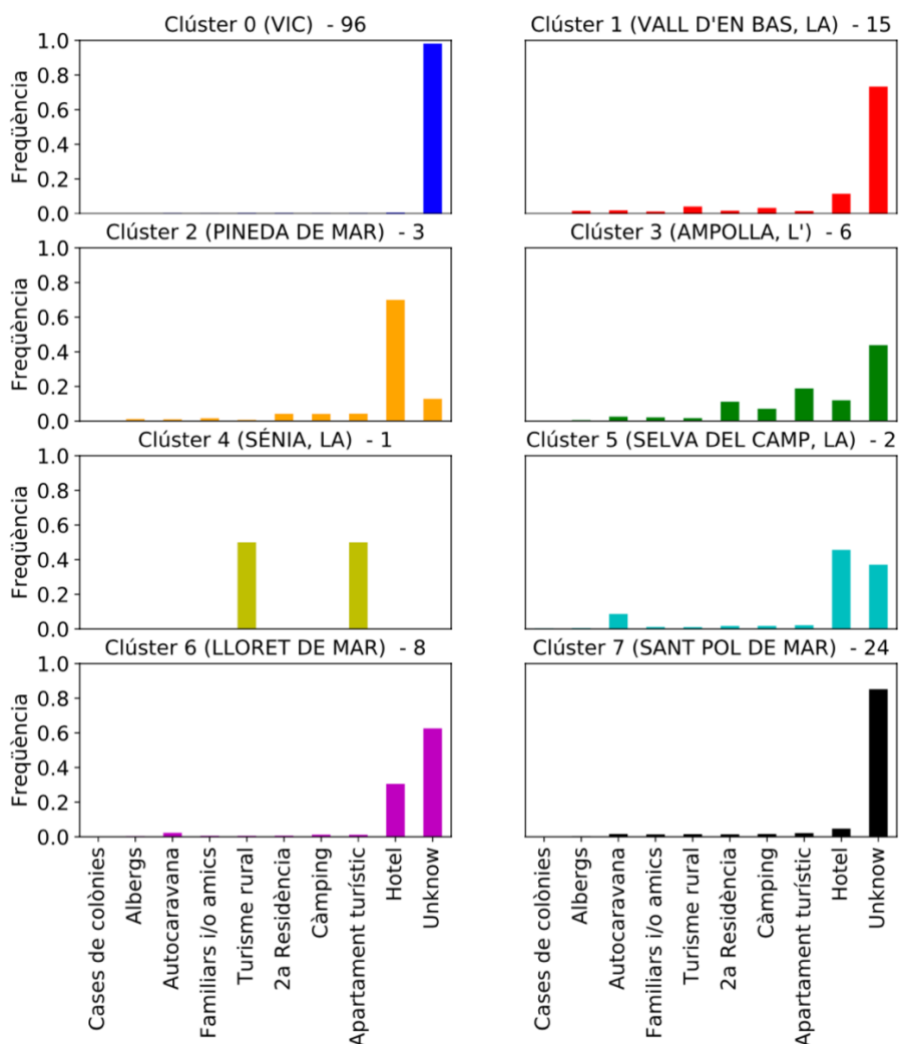 Clúster 0 (VIC) - 96
Clúster 1 (VALL D'EN BAS, LA) - 15
1.0
0.8
0.6
0.4
0.2
0.0
Freqüència
Clúster 2 (PINEDA DE MAR) - 3
Clúster 3 (AMPOLLA, L') - 6
1.0
0.8
0.6
0.4
0.2
0.0
Freqüència
Clúster 4 (SÉNIA, LA) - 1
Clúster 5 (SELVA DEL CAMP, LA) - 2
1.0
0.8
0.6
0.4
0.2
0.0
Freqüència
Clúster 6 (LLORET DE MAR) - 8
Clúster 7 (SANT POL DE MAR) - 24
1.0
0.8
0.6
0.4
0.2
0.0
Freqüència
Cases de colònies
Albergs
Autocaravana
Familiars i/o amics
Turisme rural
2a Residència
Càmping
Apartament turístic
Hotel
Unknow
Cases de colònies
Albergs
Autocaravana
Familiars i/o amics
Turisme rural
2a Residència
Càmping
Apartament turístic
Hotel
Unknow